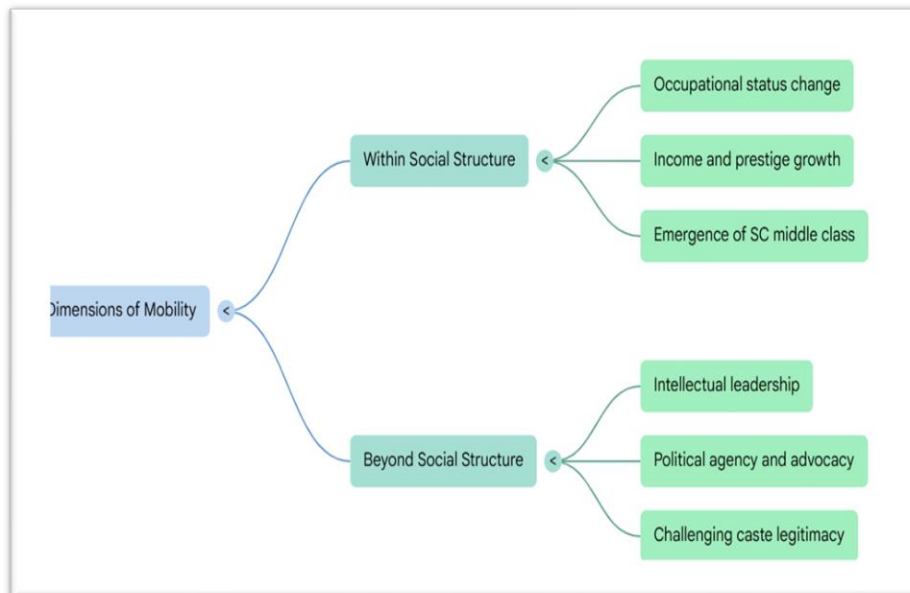 Dimensions of Mobility
Within Social Structure
Occupational status change
Income and prestige growth
Emergence of SC middle class
Beyond Social Structure
Intellectual leadership
Political agency and advocacy
Challenging caste legitimacy